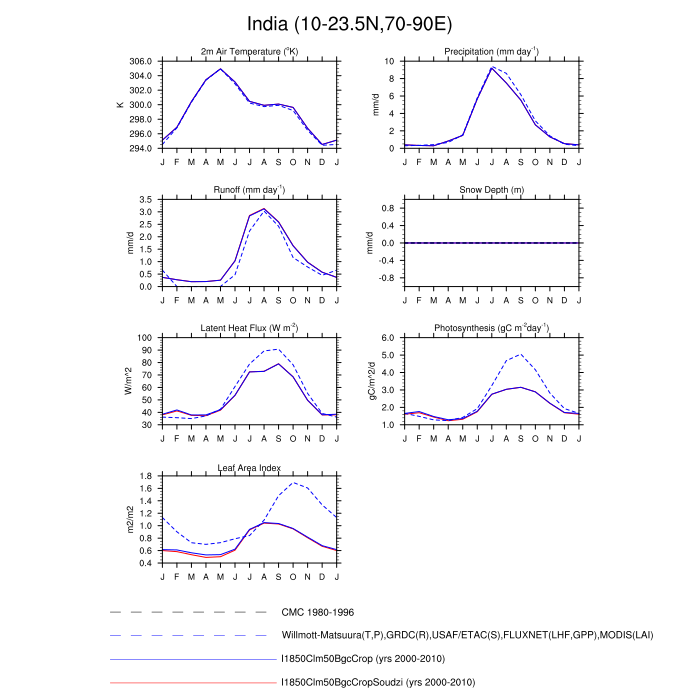 India (10-23.5N,70-90E)
2m Air Temperature (°K)
306.0
304.0
302.0
300.0
298.0
296.0
294.0
K
J F M A M J J A S O N D J
Precipitation (mm day⁻¹)
10
8
6
4
2
0
mm/d
J F M A M J J A S O N D J
Runoff (mm day⁻¹)
3.5
3.0
2.5
2.0
1.5
1.0
0.5
0.0
mm/d
J F M A M J J A S O N D J
Snow Depth (m)
0.8
0.4
0.0
-0.4
-0.8
mm/d
J F M A M J J A S O N D J
Latent Heat Flux (W m⁻²)
100
90
80
70
60
50
40
30
W/m^2
J F M A M J J A S O N D J
Photosynthesis (gC m⁻²day⁻¹)
6.0
5.0
4.0
3.0
2.0
1.0
gC/m^2/d
J F M A M J J A S O N D J
Leaf Area Index
1.8
1.6
1.4
1.2
1.0
0.8
0.6
0.4
m2/m2
J F M A M J J A S O N D J
CMC 1980-1996
Willmott-Matsuura(T,P),GRDC(R),USAF/ETAC(S),FLUXNET(LHF,GPP),MODIS(LAI)
I1850Clm50BgcCrop (yrs 2000-2010)
I1850Clm50BgcCropSoudzi (yrs 2000-2010)